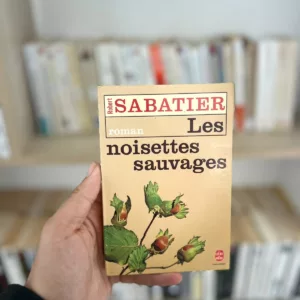 Robert
SABATIER
roman
Les
noisettes
sauvages